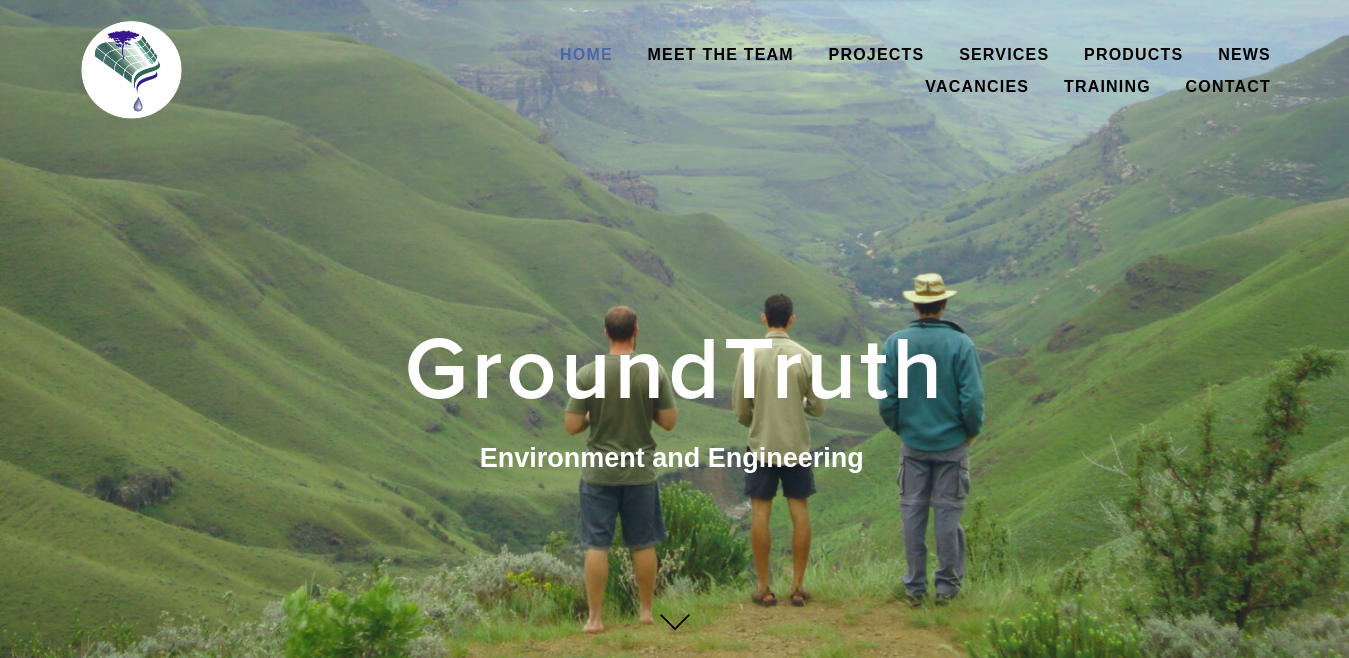 HOME MEET THE TEAM PROJECTS SERVICES PRODUCTS NEWS
VACANCIES TRAINING CONTACT
GroundTruth
Environment and Engineering